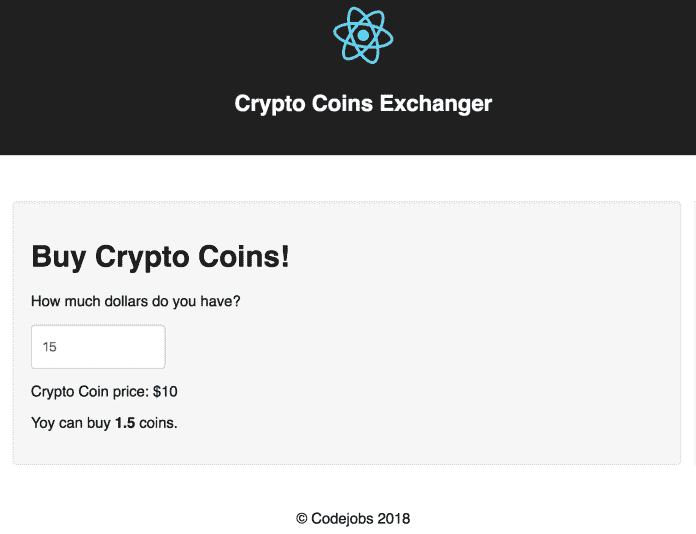 Crypto Coins Exchanger
Buy Crypto Coins!
How much dollars do you have?
15
Crypto Coin price: $10
Yoy can buy 1.5 coins.
© Codejobs 2018